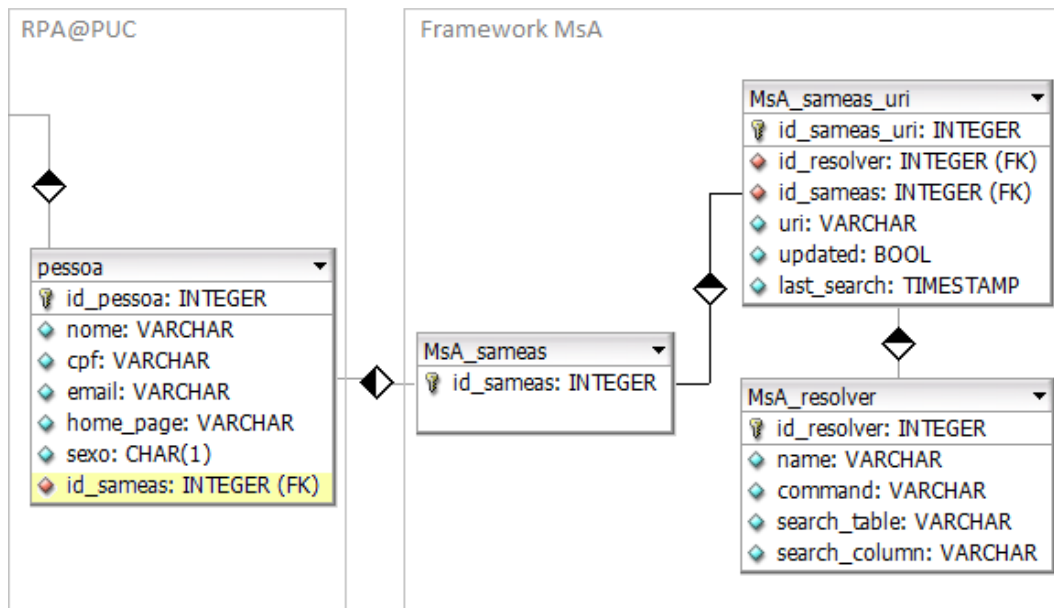 RPA@PUC
pessoa
id_pessoa: INTEGER
nome: VARCHAR
cpf: VARCHAR
email: VARCHAR
home_page: VARCHAR
sexo: CHAR(1)
id_sameas: INTEGER (FK)
Framework MsA
MsA_sameas
id_sameas: INTEGER
MsA_sameas_uri
id_sameas_uri: INTEGER
id_resolver: INTEGER (FK)
id_sameas: INTEGER (FK)
uri: VARCHAR
updated: BOOL
last_search: TIMESTAMP
MsA_resolver
id_resolver: INTEGER
name: VARCHAR
command: VARCHAR
search_table: VARCHAR
search_column: VARCHAR